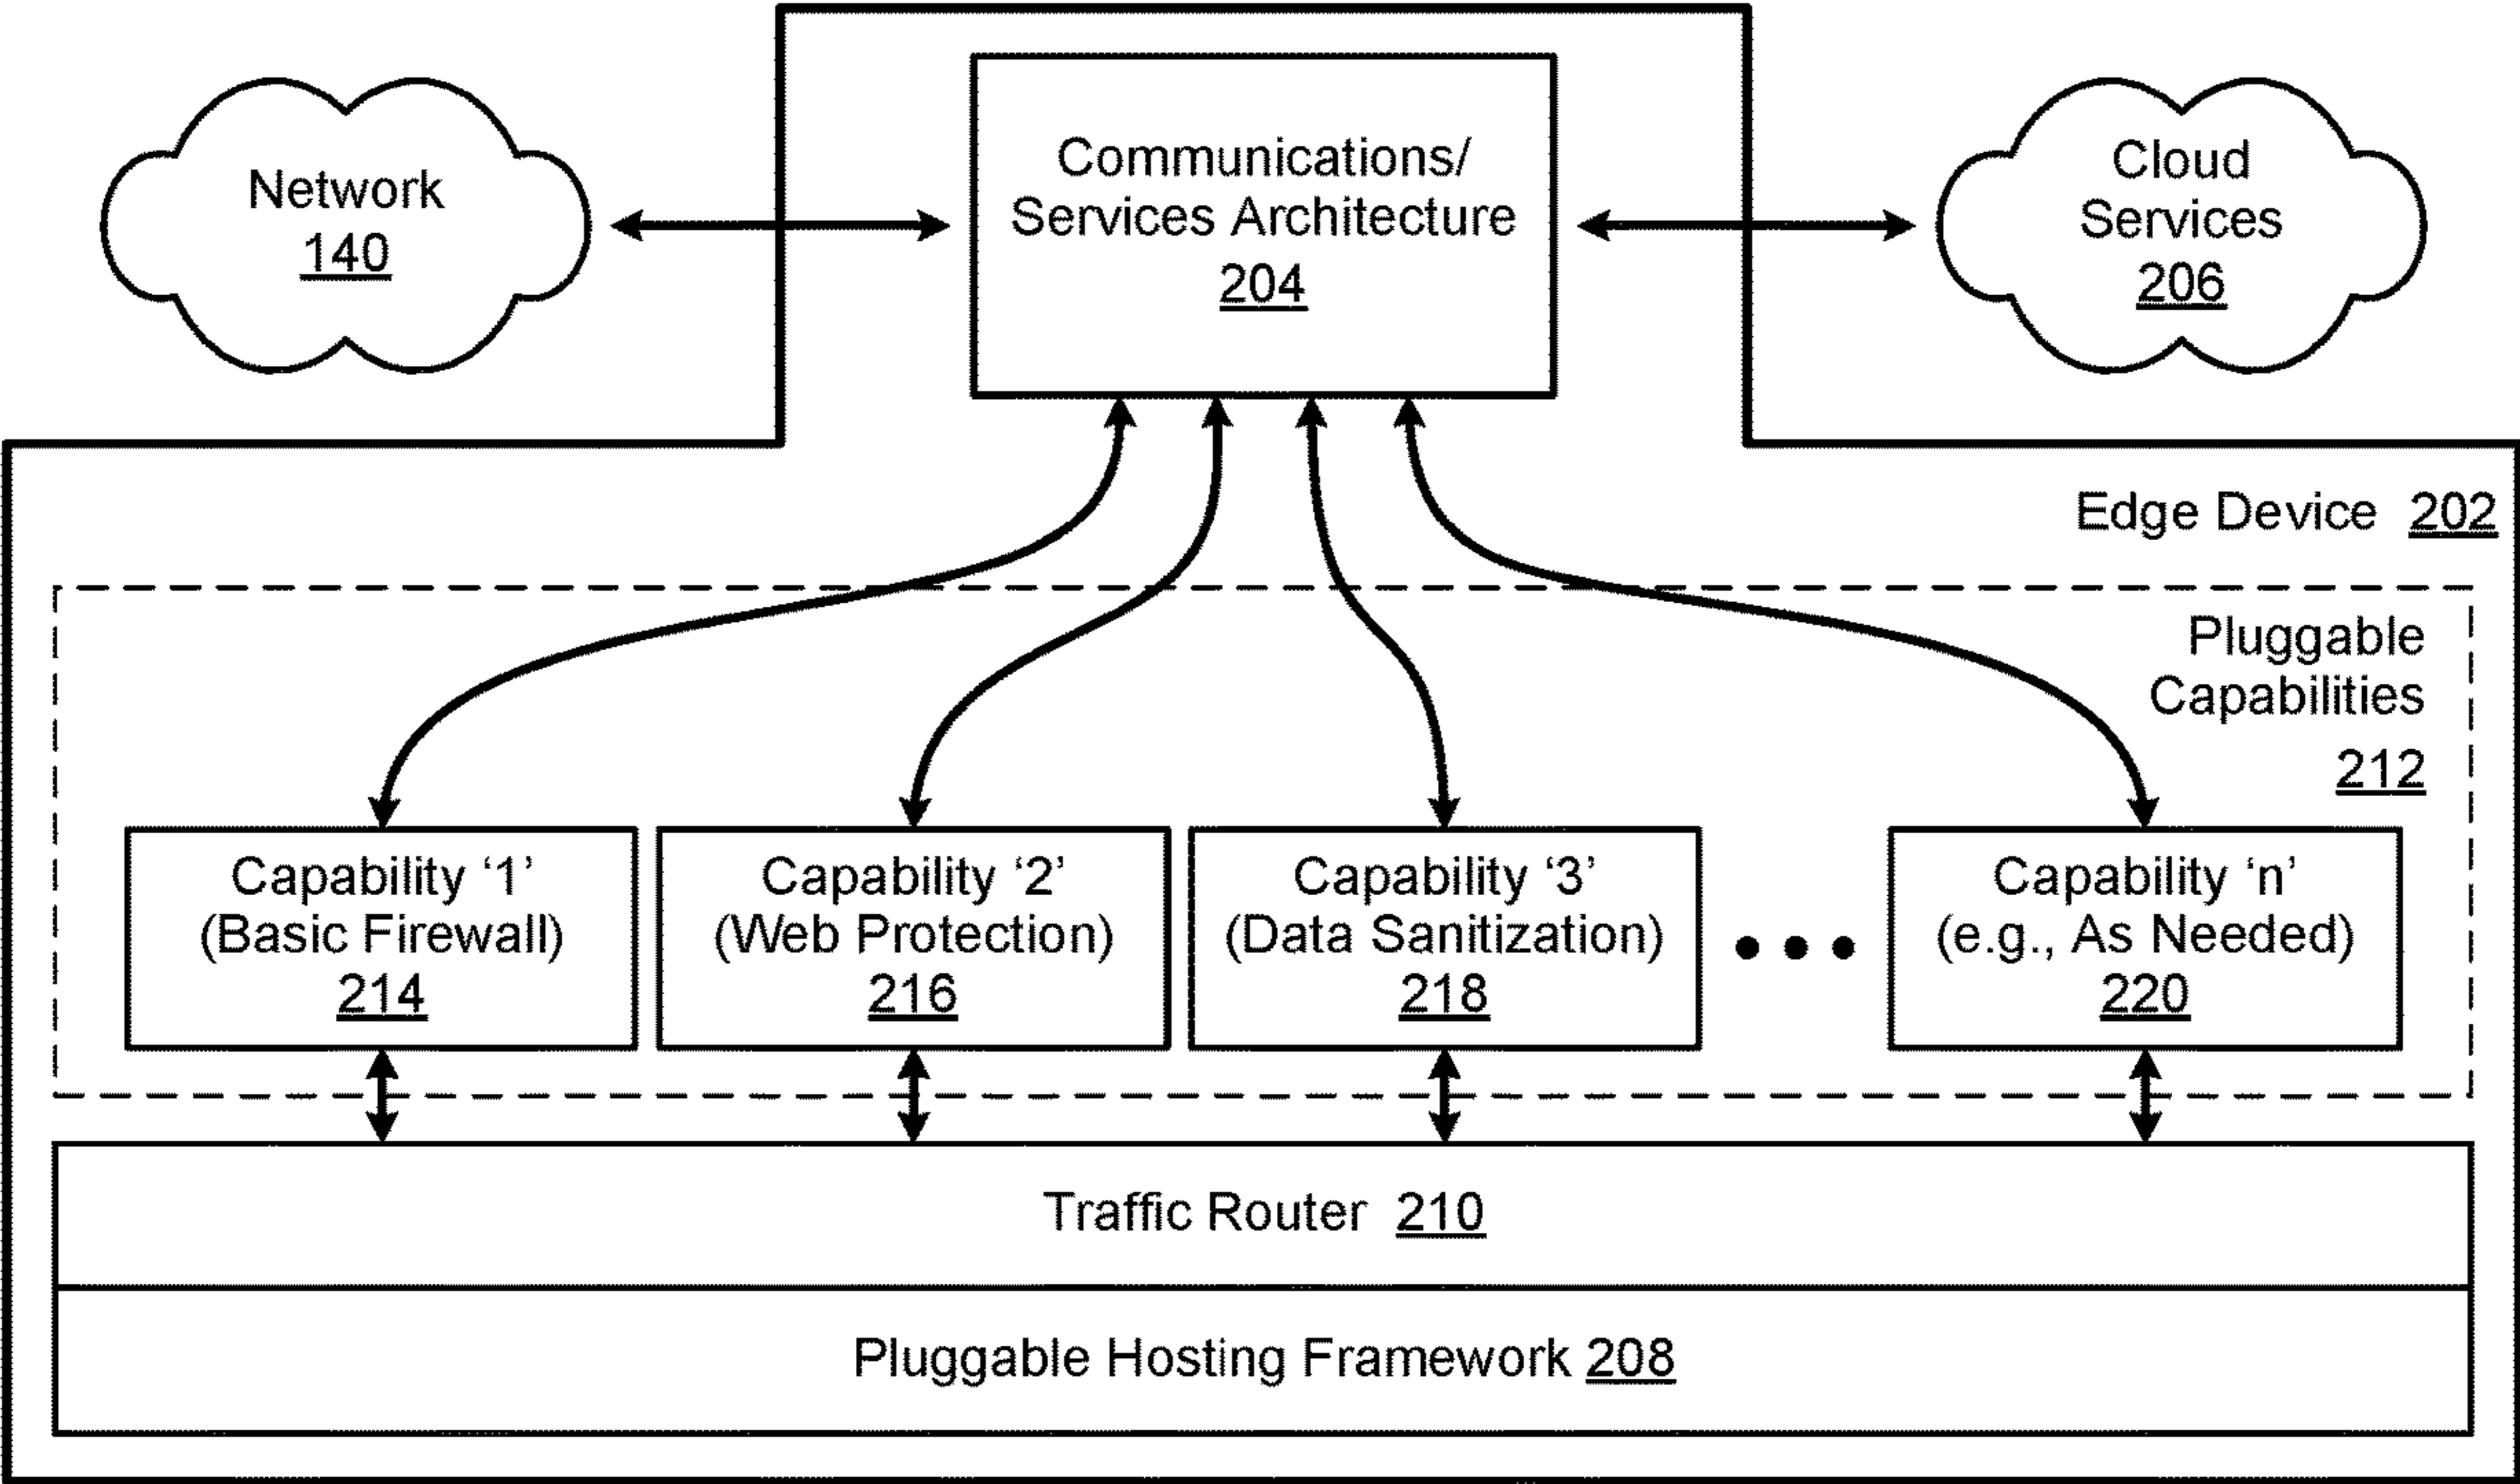 Network
140
Communications/
Services Architecture
204
Cloud
Services
206
Edge Device 202
Pluggable
Capabilities
212
Capability ‘1’
(Basic Firewall)
214
Capability ‘2’
(Web Protection)
216
Capability ‘3’
(Data Sanitization)
218
Capability ‘n’
(e.g., As Needed)
220
Traffic Router 210
Pluggable Hosting Framework 208